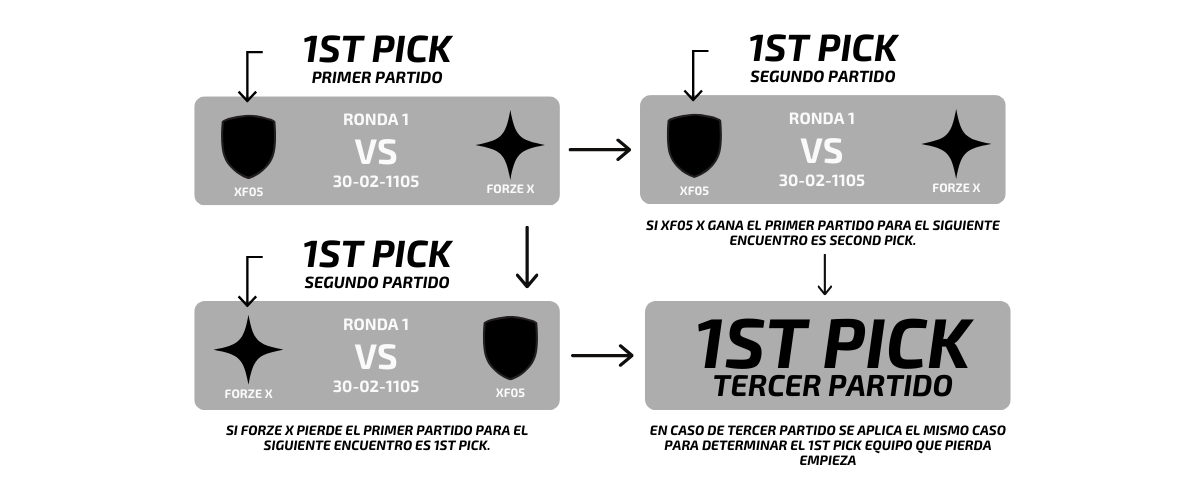 1ST PICK
PRIMER PARTIDO
RONDA 1
VS
30-02-1105
XF05
FORZE X
1ST PICK
SEGUNDO PARTIDO
RONDA 1
VS
30-02-1105
XF05
FORZE X
SI XF05 X GANA EL PRIMER PARTIDO PARA EL SIGUIENTE
ENCUENTRO ES SECOND PICK.
1ST PICK
SEGUNDO PARTIDO
RONDA 1
VS
30-02-1105
FORZE X
XF05
SI FORZE X PIERDE EL PRIMER PARTIDO PARA EL
SIGUIENTE ENCUENTRO ES 1ST PICK.
1ST PICK
TERCER PARTIDO
EN CASO DE TERCER PARTIDO SE APLICA EL MISMO CASO
PARA DETERMINAR EL 1ST PICK EQUIPO QUE PIERDA
EMPIEZA